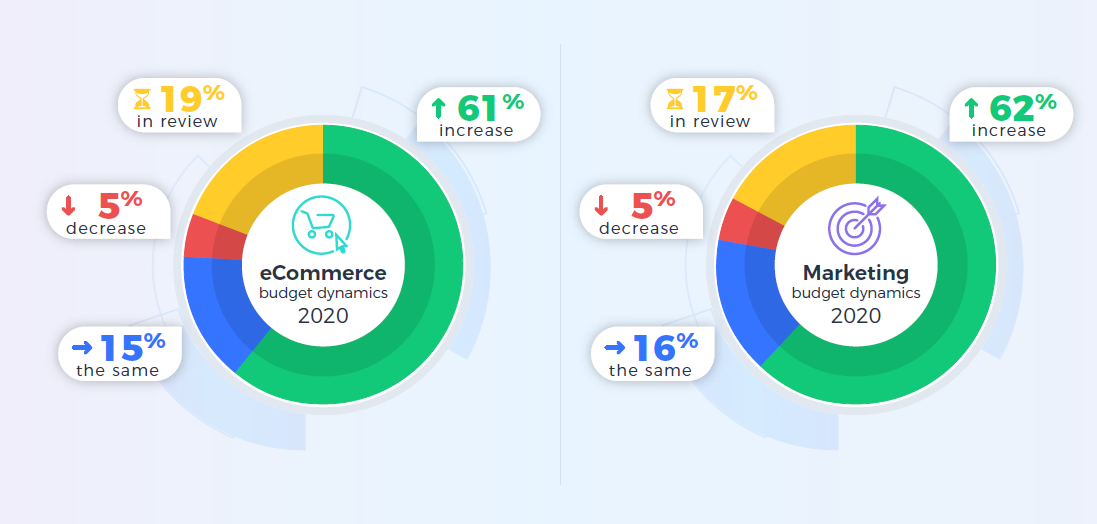 19%
in review
61%
increase
5%
decrease
15%
the same
eCommerce
budget dynamics
2020
17%
in review
62%
increase
5%
decrease
16%
the same
Marketing
budget dynamics
2020